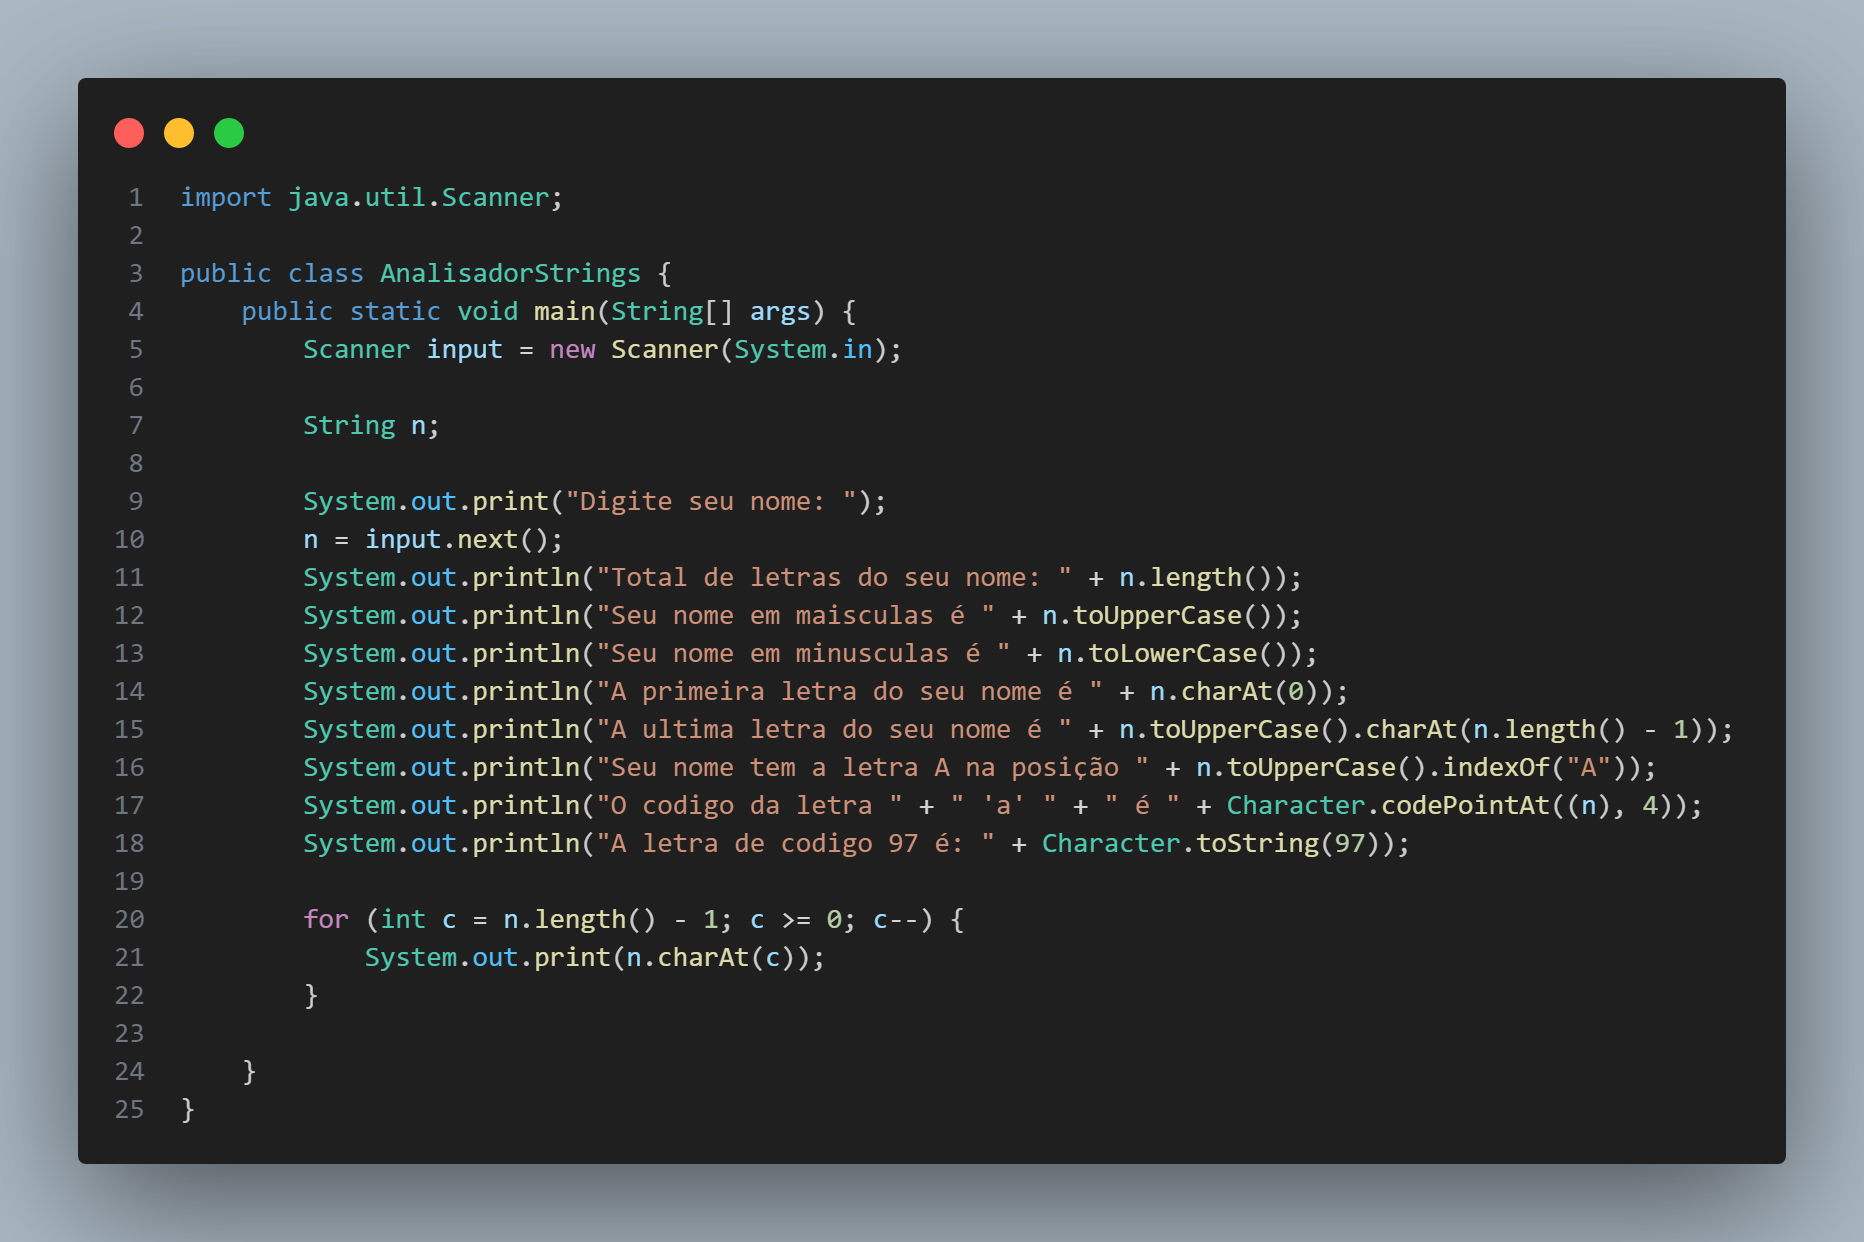 1 import java.util.Scanner;
2
3 public class AnalisadorStrings {
4     public static void main(String[] args) {
5         Scanner input = new Scanner(System.in);
6
7         String n;
8
9         System.out.print("Digite seu nome: ");
10         n = input.next();
11         System.out.println("Total de letras do seu nome: " + n.length());
12         System.out.println("Seu nome em maisculas é " + n.toUpperCase());
13         System.out.println("Seu nome em minusculas é " + n.toLowerCase());
14         System.out.println("A primeira letra do seu nome é " + n.charAt(0));
15         System.out.println("A ultima letra do seu nome é " + n.toUpperCase().charAt(n.length() - 1));
16         System.out.println("Seu nome tem a letra A na posição " + n.toUpperCase().indexOf("A"));
17         System.out.println("O codigo da letra " + " 'a' " + " é " + Character.codePointAt((n), 4));
18         System.out.println("A letra de codigo 97 é: " + Character.toString(97));
19
20         for (int c = n.length() - 1; c >= 0; c--) {
21             System.out.print(n.charAt(c));
22         }
23
24     }
25 }